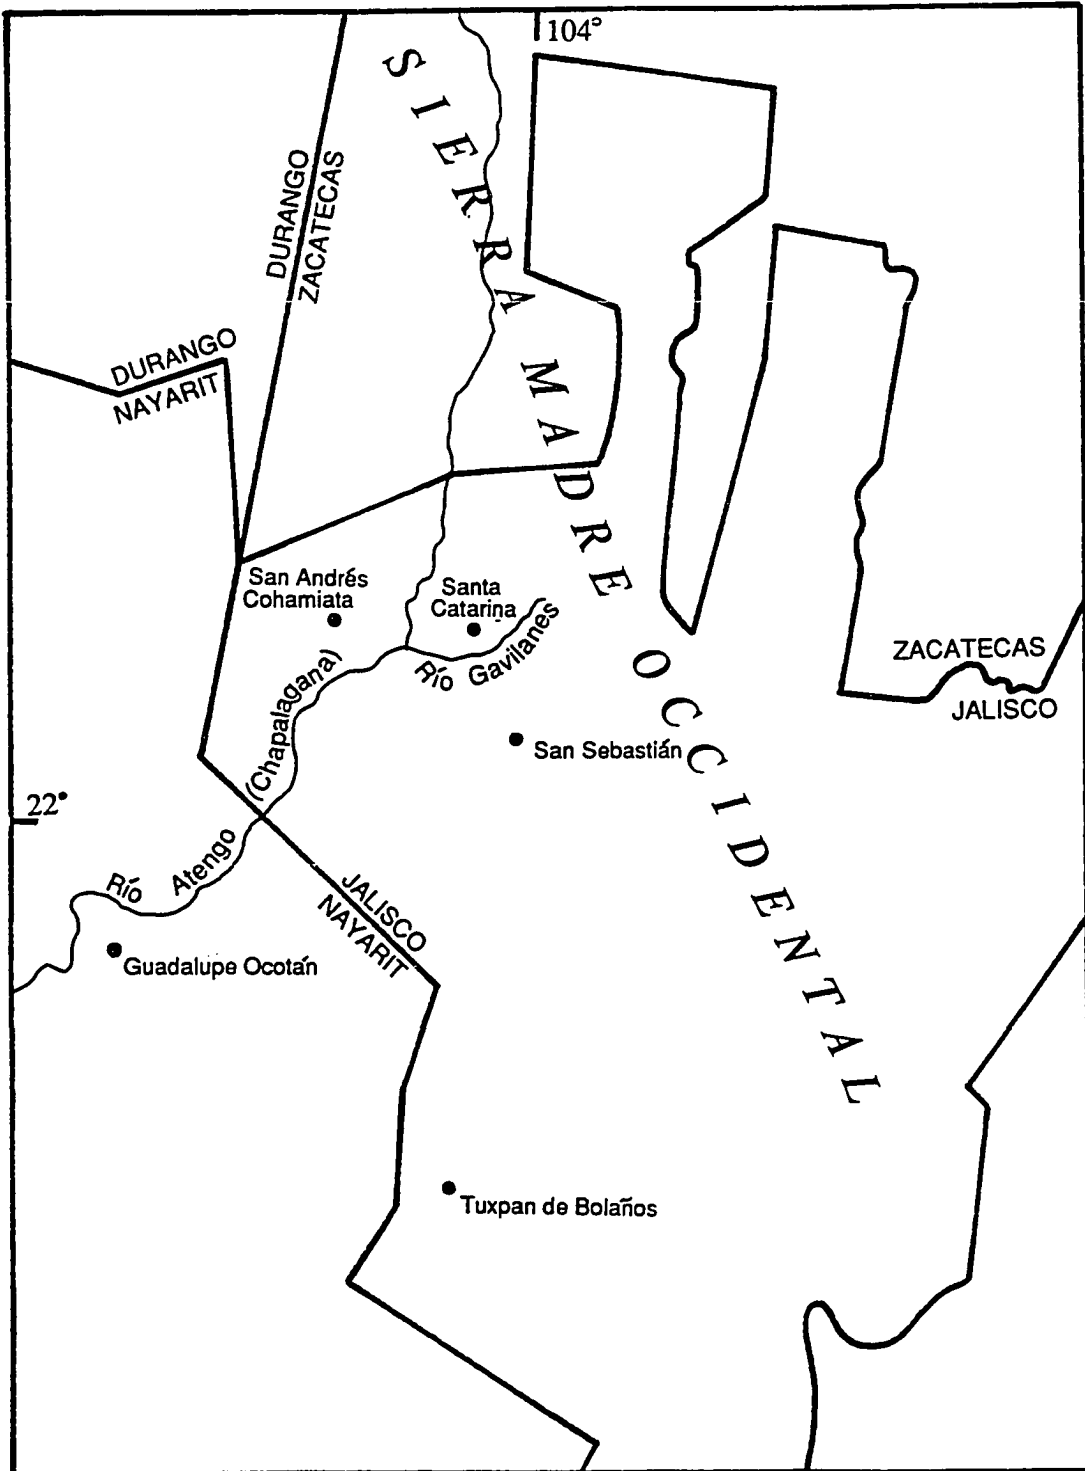 104°
SIERRA MADRE OCCIDENTAL
DURANGO
ZACATECAS
DURANGO
NAYARIT
San Andrés
Cohamiata
Santa
Catarina
Río Gavilanes
(Chapalagana)
ZACATECAS
JALISCO
San Sebastián
22°
Río Atengo
JALISCO
NAYARIT
Guadalupe Ocotán
Tuxpan de Bolaños